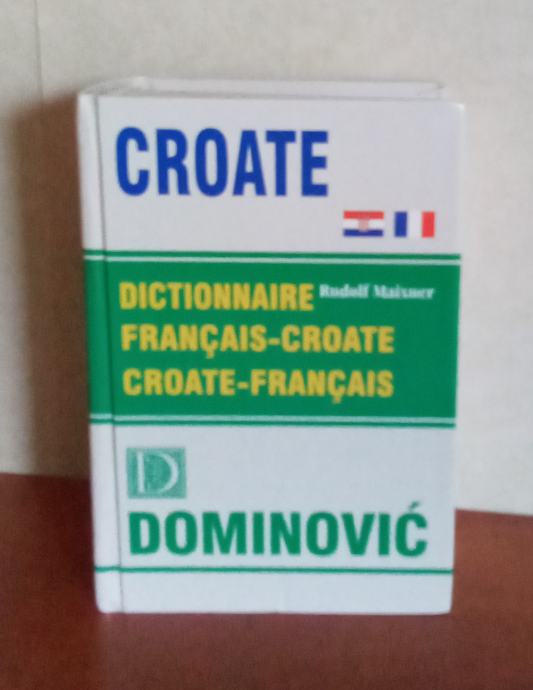 CROATE
Rudolf Maixner
DICTIONNAIRE
FRANÇAIS-CROATE
CROATE-FRANÇAIS
D
DOMINOVIĆ